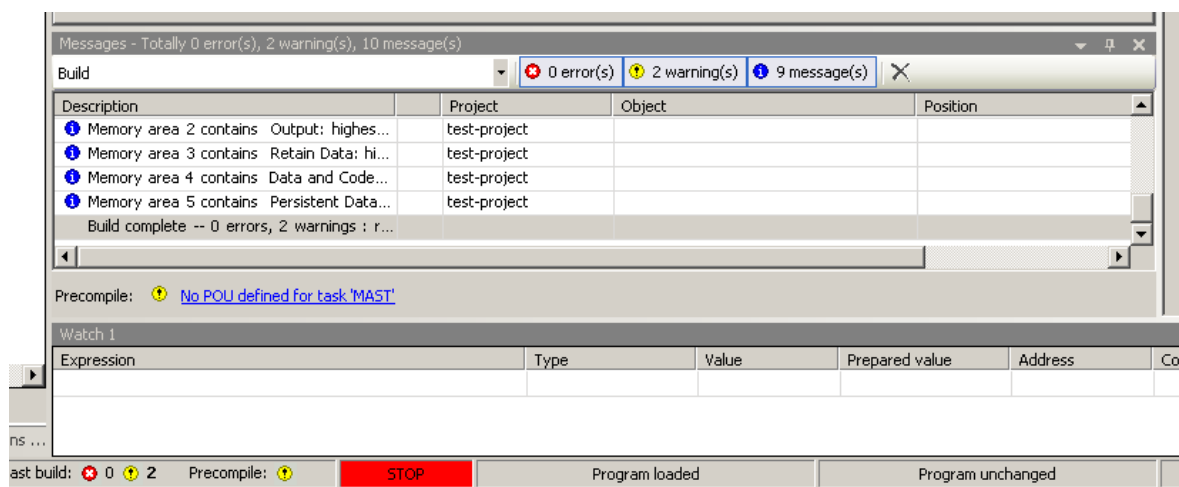 Messages - Totally 0 error(s), 2 warning(s), 10 message(s)
Build 0 error(s) 2 warning(s) 9 message(s)
Description Project Object Position
Memory area 2 contains Output: highes... test-project
Memory area 3 contains Retain Data: hi... test-project
Memory area 4 contains Data and Code... test-project
Memory area 5 contains Persistent Data... test-project
Build complete -- 0 errors, 2 warnings : r...
Precompile: No POU defined for task 'MAST'
Watch 1
Expression Type Value Prepared value Address Co
ns ...
ast build: 0 2 Precompile: STOP Program loaded Program unchanged